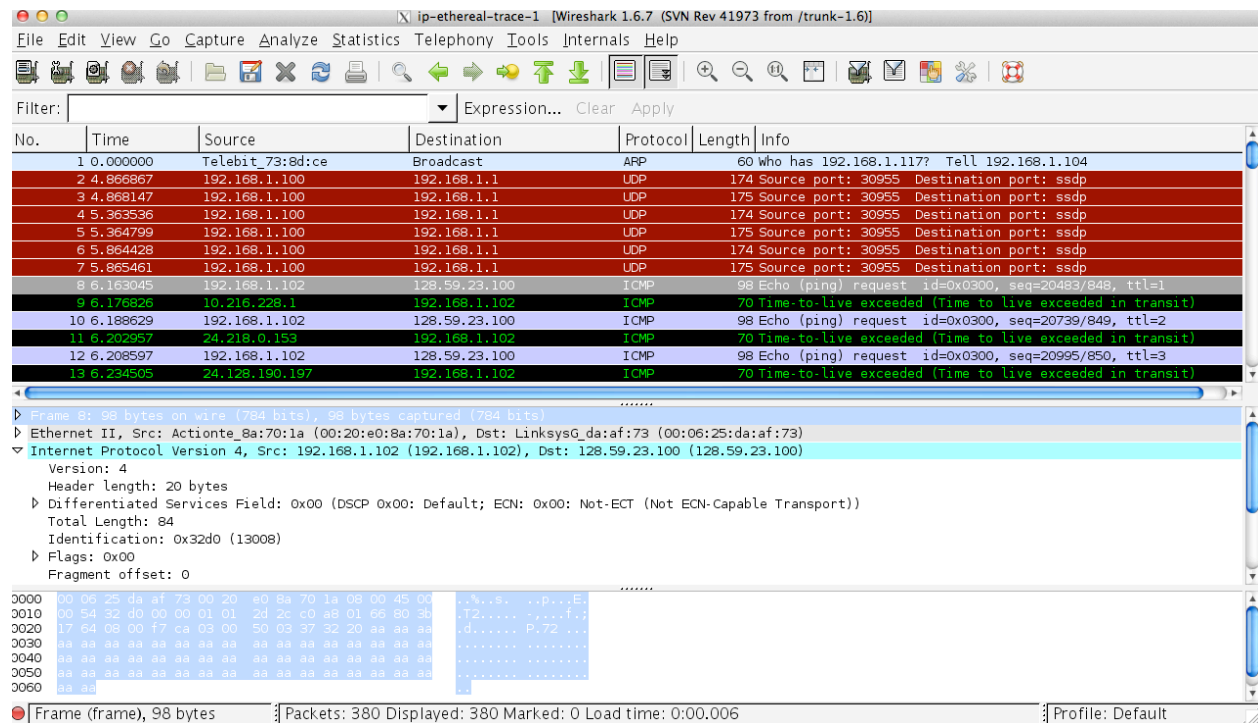 ip-ethereal-trace-1 [Wireshark 1.6.7 (SVN Rev 41973 from /trunk-1.6)]
File Edit View Go Capture Analyze Statistics Telephony Tools Internals Help
Filter: Expression... Clear Apply
No. Time Source Destination Protocol Length Info
1 0.000000 Telebit_73:8d:ce Broadcast ARP 60 Who has 192.168.1.117? Tell 192.168.1.104
2 4.866867 192.168.1.100 192.168.1.1 UDP 174 Source port: 30955 Destination port: ssdp
3 4.868147 192.168.1.100 192.168.1.1 UDP 175 Source port: 30955 Destination port: ssdp
4 5.363536 192.168.1.100 192.168.1.1 UDP 174 Source port: 30955 Destination port: ssdp
5 5.364799 192.168.1.100 192.168.1.1 UDP 175 Source port: 30955 Destination port: ssdp
6 5.864428 192.168.1.100 192.168.1.1 UDP 174 Source port: 30955 Destination port: ssdp
7 5.865461 192.168.1.100 192.168.1.1 UDP 175 Source port: 30955 Destination port: ssdp
8 6.163045 192.168.1.102 128.59.23.100 ICMP 98 Echo (ping) request id=0x0300, seq=20483/848, ttl=1
9 6.176826 10.216.228.1 192.168.1.102 ICMP 70 Time-to-live exceeded (Time to live exceeded in transit)
10 6.188629 192.168.1.102 128.59.23.100 ICMP 98 Echo (ping) request id=0x0300, seq=20739/849, ttl=2
11 6.202957 24.218.0.153 192.168.1.102 ICMP 70 Time-to-live exceeded (Time to live exceeded in transit)
12 6.208597 192.168.1.102 128.59.23.100 ICMP 98 Echo (ping) request id=0x0300, seq=20995/850, ttl=3
13 6.234505 24.128.190.197 192.168.1.102 ICMP 70 Time-to-live exceeded (Time to live exceeded in transit)
Frame 8: 98 bytes on wire (784 bits), 98 bytes captured (784 bits)
Ethernet II, Src: Actionte_8a:70:1a (00:20:e0:8a:70:1a), Dst: LinksysG_da:af:73 (00:06:25:da:af:73)
Internet Protocol Version 4, Src: 192.168.1.102 (192.168.1.102), Dst: 128.59.23.100 (128.59.23.100)
Version: 4
Header length: 20 bytes
Differentiated Services Field: 0x00 (DSCP 0x00: Default; ECN: 0x00: Not-ECT (Not ECN-Capable Transport))
Total Length: 84
Identification: 0x32d0 (13008)
Flags: 0x00
Fragment offset: 0
0000 00 06 25 da af 73 00 20 e0 8a 70 1a 08 00 45 00 ..%..s. ..p...E.
0010 00 54 32 d0 00 00 01 01 2d 2c c0 a8 01 66 80 3b .T2..... -,...f.;
0020 17 64 08 00 f7 ca 03 00 50 03 37 32 20 aa aa aa .d...... P.72 ...
0030 aa aa aa aa aa aa aa aa aa aa aa aa aa aa aa aa ........ ........
0040 aa aa aa aa aa aa aa aa aa aa aa aa aa aa aa aa ........ ........
0050 aa aa aa aa aa aa aa aa aa aa aa aa aa aa aa aa ........ ........
0060 aa aa ..
Frame (frame), 98 bytes Packets: 380 Displayed: 380 Marked: 0 Load time: 0:00.006 Profile: Default